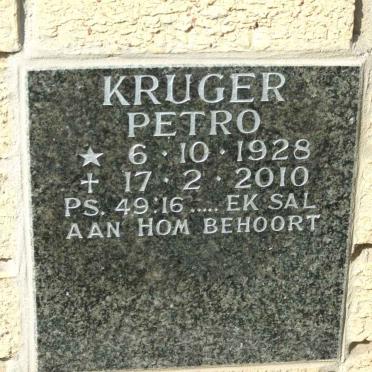 KRUGER
PETRO
★ 6·10·1928
✝ 17·2·2010
PS. 49:16 ..... EK SAL
AAN HOM BEHOORT